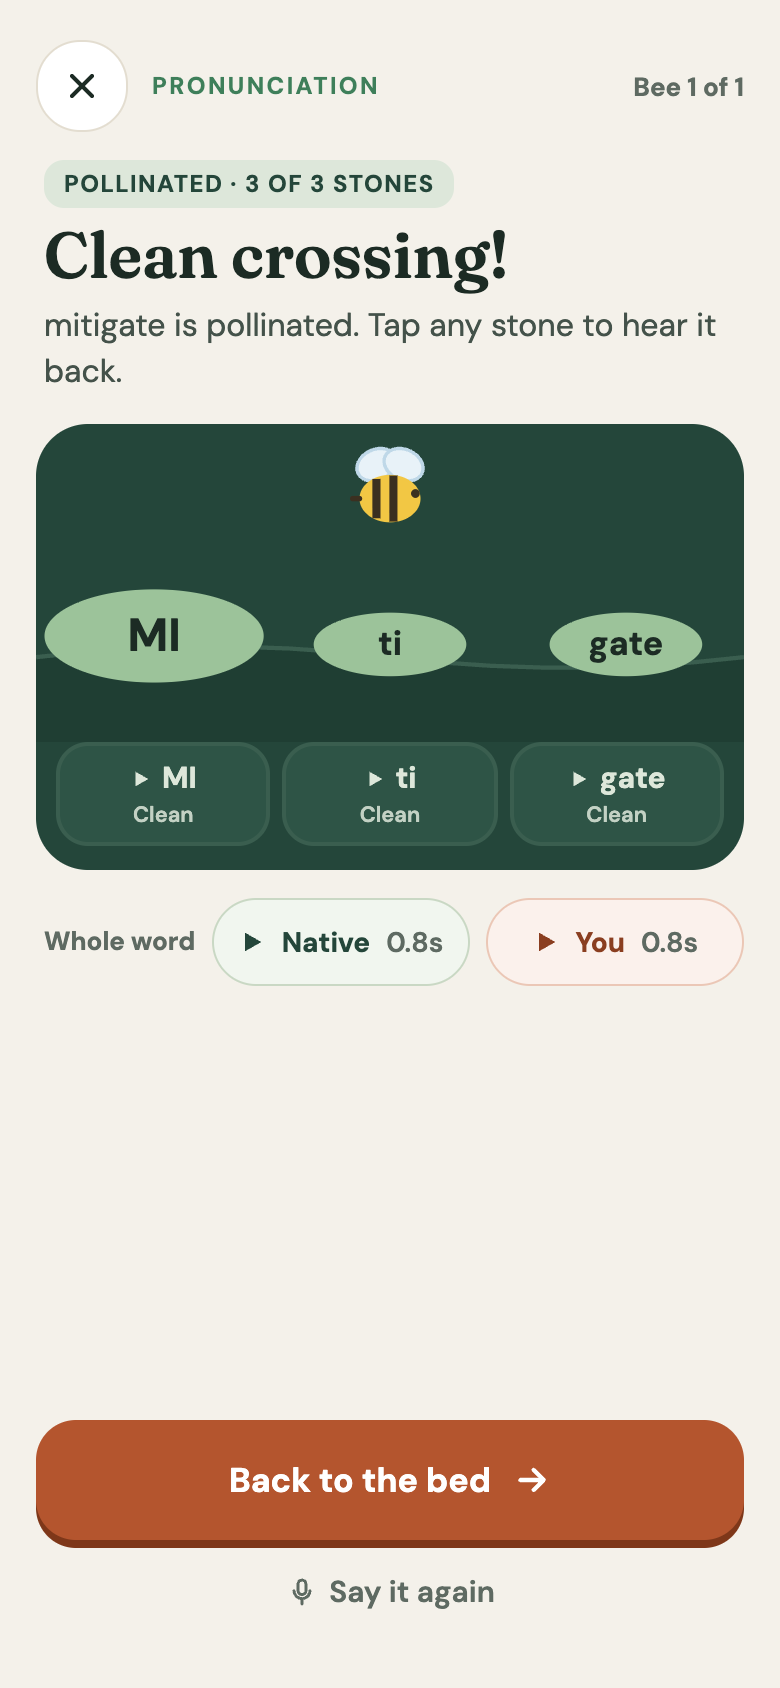 PRONUNCIATION
Bee 1 of 1
POLLINATED · 3 OF 3 STONES
Clean crossing!
mitigate is pollinated. Tap any stone to hear it
back.
MI
ti
gate
MI
Clean
ti
Clean
gate
Clean
Whole word
Native 0.8s
You 0.8s
Back to the bed
Say it again